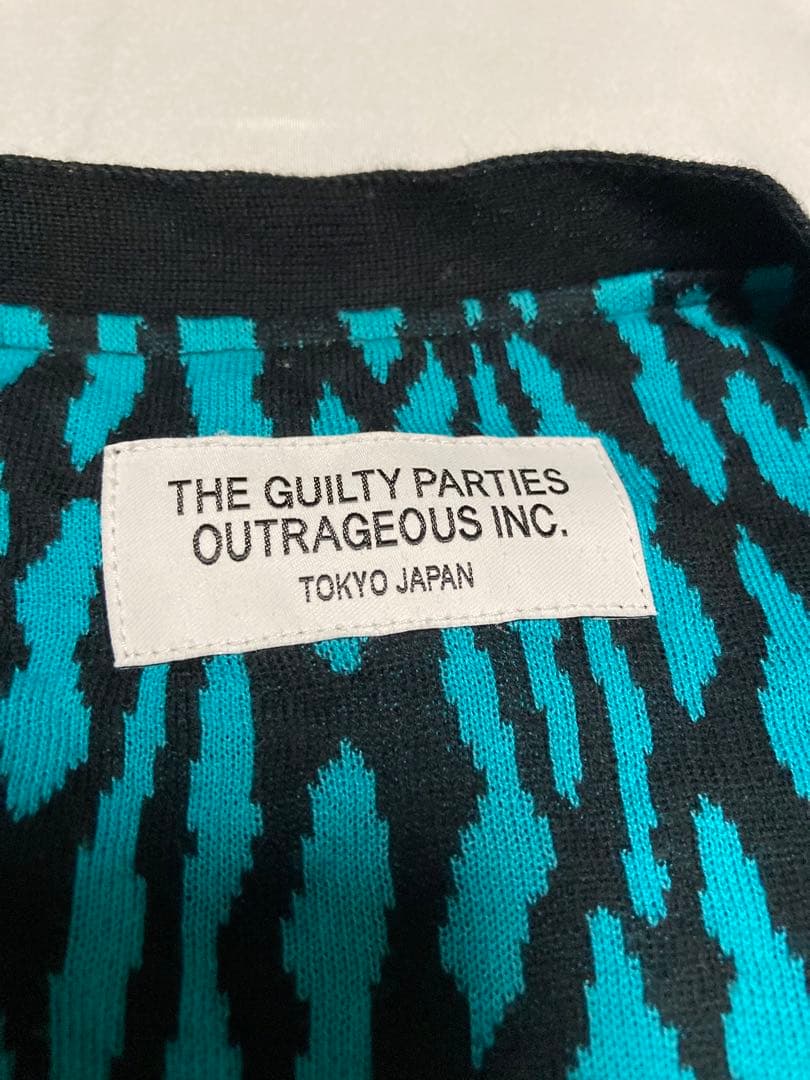 THE GUILTY PARTIES
OUTRAGEOUS INC.
TOKYO JAPAN